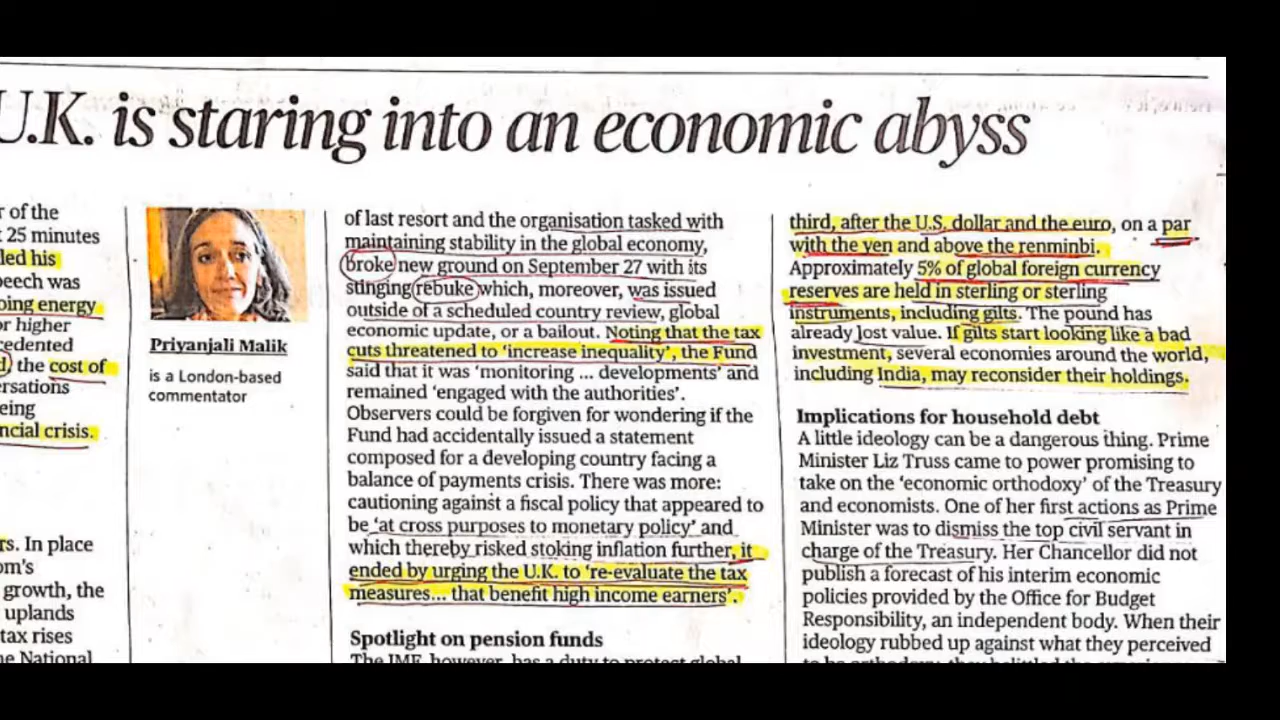 U.K. is staring into an economic abyss
r of the
25 minutes
led his
peech was
oing energy
or higher
cedented
the cost of
ersations
eing
ncial crisis.
rs. In place
om's
growth, the
uplands
tax rises
he National
Priyanjali Malik
is a London-based
commentator
of last resort and the organisation tasked with
maintaining stability in the global economy,
broke new ground on September 27 with its
stinging rebuke which, moreover, was issued
outside of a scheduled country review, global
economic update, or a bailout. Noting that the tax
cuts threatened to ‘increase inequality’, the Fund
said that it was ‘monitoring ... developments’ and
remained ‘engaged with the authorities’.
Observers could be forgiven for wondering if the
Fund had accidentally issued a statement
composed for a developing country facing a
balance of payments crisis. There was more:
cautioning against a fiscal policy that appeared to
be ‘at cross purposes to monetary policy’ and
which thereby risked stoking inflation further, it
ended by urging the U.K. to ‘re-evaluate the tax
measures... that benefit high income earners’.
Spotlight on pension funds
The IMF, however, has a duty to protect global
third, after the U.S. dollar and the euro, on a par
with the yen and above the renminbi.
Approximately 5% of global foreign currency
reserves are held in sterling or sterling
instruments, including gilts. The pound has
already lost value. If gilts start looking like a bad
investment, several economies around the world,
including India, may reconsider their holdings.
Implications for household debt
A little ideology can be a dangerous thing. Prime
Minister Liz Truss came to power promising to
take on the ‘economic orthodoxy’ of the Treasury
and economists. One of her first actions as Prime
Minister was to dismiss the top civil servant in
charge of the Treasury. Her Chancellor did not
publish a forecast of his interim economic
policies provided by the Office for Budget
Responsibility, an independent body. When their
ideology rubbed up against what they perceived